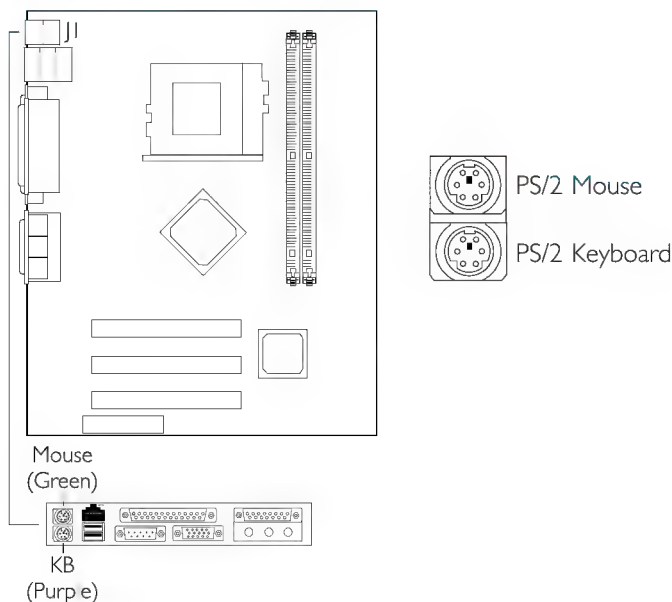 J1
PS/2 Mouse
PS/2 Keyboard
Mouse
(Green)
KB
(Purp e)